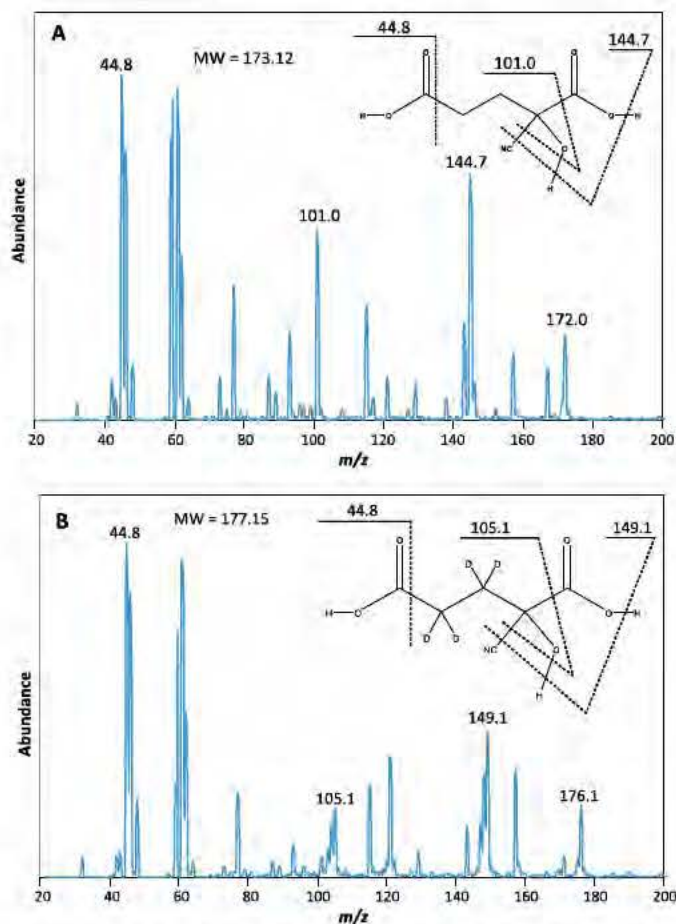 A
MW = 173.12
44.8
101.0
144.7
O
O
H
O
O
H
NC
O
H
44.8
101.0
144.7
172.0
Abundance
20 40 60 80 100 120 140 160 180 200
m/z
B
MW = 177.15
44.8
105.1
149.1
O
D D
O
H
O
O
H
D D
NC
O
H
44.8
105.1
149.1
176.1
Abundance
20 40 60 80 100 120 140 160 180 200
m/z